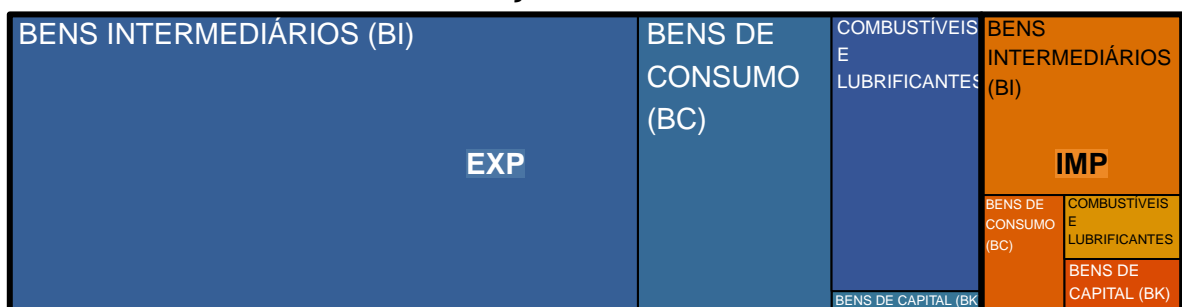 BENS INTERMEDIÁRIOS (BI)
EXP
BENS DE
CONSUMO
(BC)
COMBUSTÍVEIS
E
LUBRIFICANTES
BENS DE CAPITAL (BK
BENS
INTERMEDIÁRIOS
(BI)
IMP
BENS DE
CONSUMO
(BC)
COMBUSTÍVEIS
E
LUBRIFICANTES
BENS DE
CAPITAL (BK)